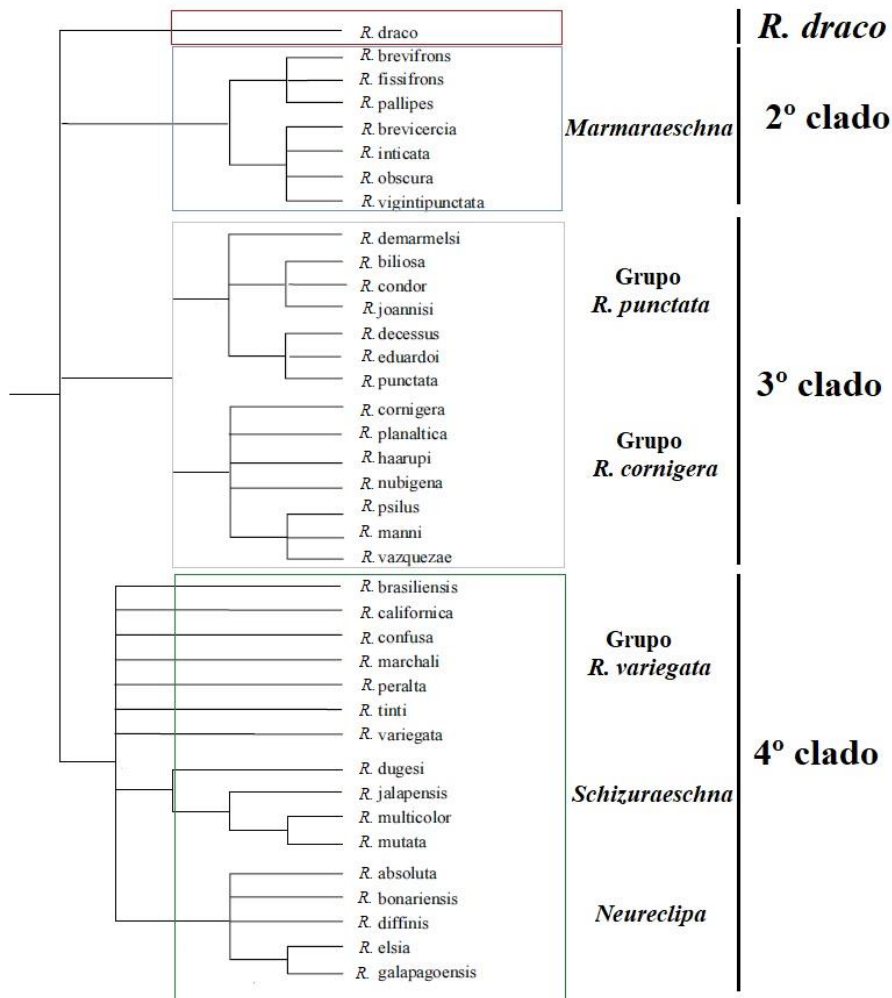 R. draco
R. brevifrons
R. fissifrons
R. pallipes
R. brevicercia
R. inticata
R. obscura
R. vigintipunctata
R. demarmelsi
R. biliosa
R. condor
R. joannisi
R. decessus
R. eduardoi
R. punctata
R. cornigera
R. planaltica
R. haarupi
R. nubigena
R. psilus
R. manni
R. vazquezae
R. brasiliensis
R. californica
R. confusa
R. marchali
R. peralta
R. tinti
R. variegata
R. dugesi
R. jalapensis
R. multicolor
R. mutata
R. absoluta
R. bonariensis
R. diffinis
R. elsia
R. galapagoensis
Marmaraeschna
Grupo
R. punctata
Grupo
R. cornigera
Grupo
R. variegata
Schizuraeschna
Neureclipa
R. draco
2º clado
3º clado
4º clado